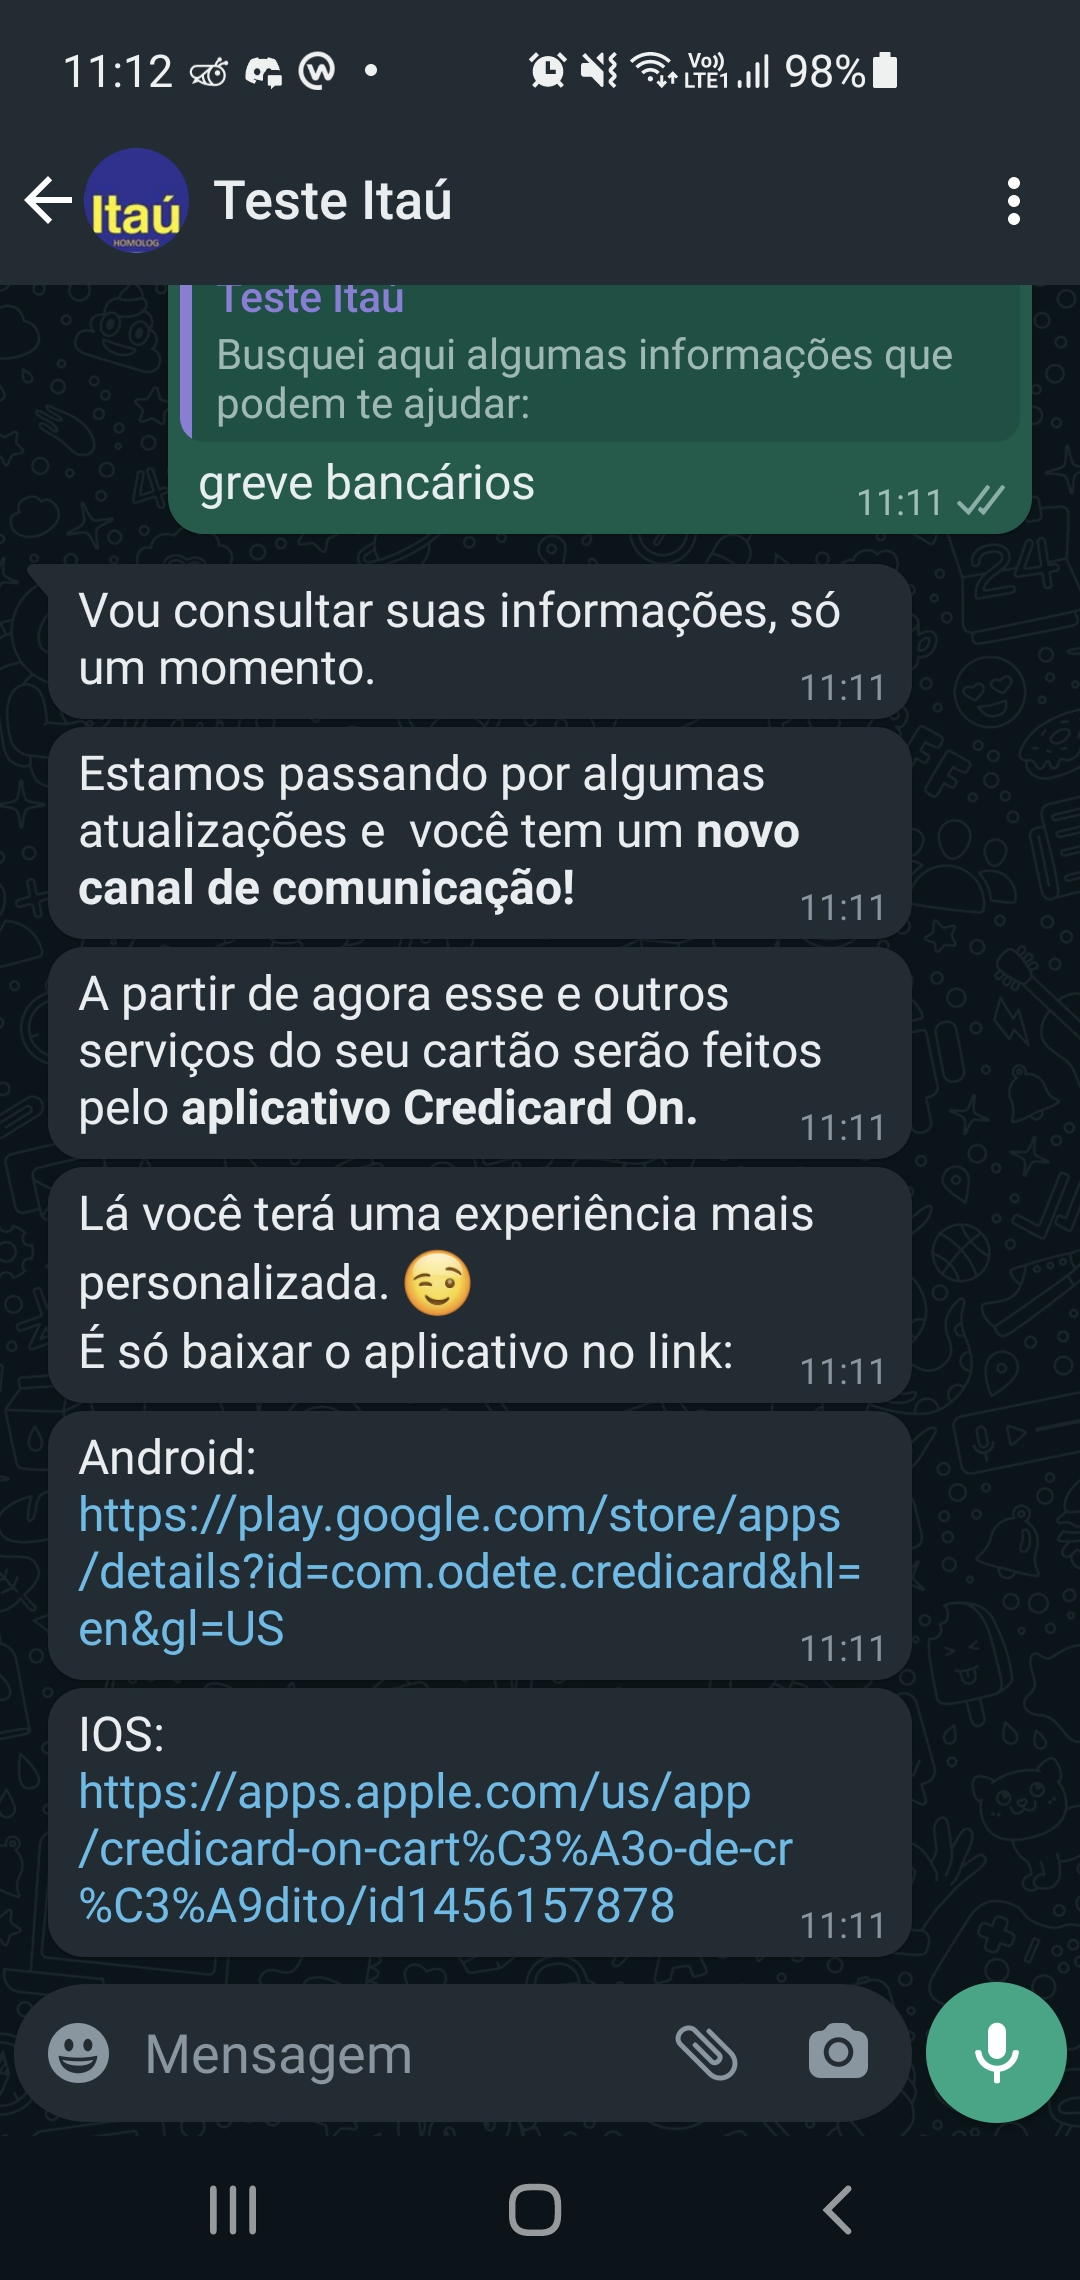 11:12
Vo))
LTE1
98%
Itaú
HOMOLOG
Teste Itaú
Teste Itaú
Busquei aqui algumas informações que
podem te ajudar:
greve bancários
11:11
Vou consultar suas informações, só
um momento.
11:11
Estamos passando por algumas
atualizações e  você tem um novo
canal de comunicação!
11:11
A partir de agora esse e outros
serviços do seu cartão serão feitos
pelo aplicativo Credicard On.
11:11
Lá você terá uma experiência mais
personalizada. 😉
É só baixar o aplicativo no link:
11:11
Android:
https://play.google.com/store/apps
/details?id=com.odete.credicard&hl=
en&gl=US
11:11
IOS:
https://apps.apple.com/us/app
/credicard-on-cart%C3%A3o-de-cr
%C3%A9dito/id1456157878
11:11
Mensagem